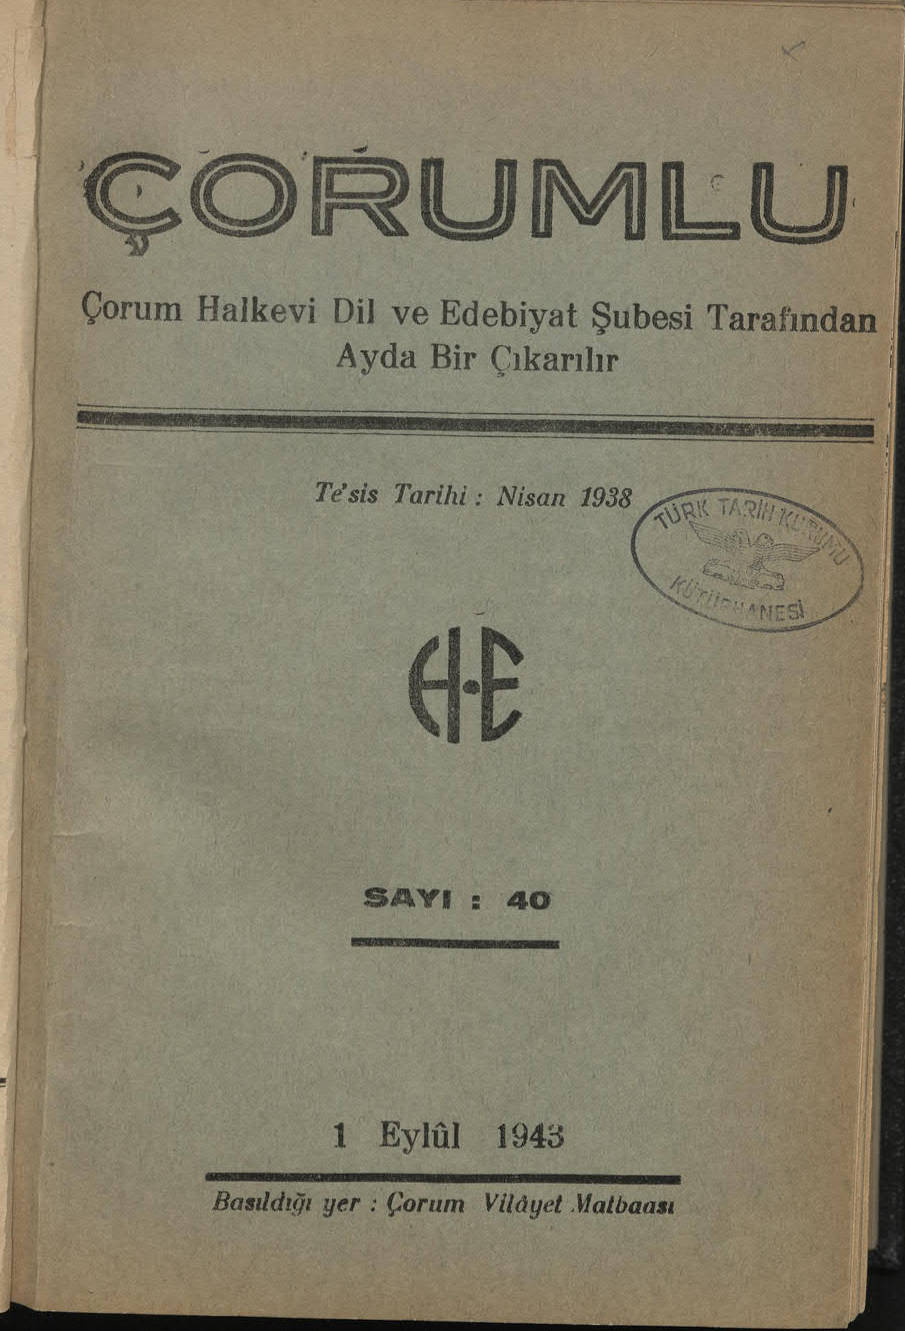 ÇORUMLU
Çorum Halkevi Dil ve Edebiyat Şubesi Tarafından
Ayda Bir Çıkarılır
Te'sis Tarihi : Nisan 1938
TÜRK TARİH KURUMU
KÜTÜPHANESİ
H·E
SAYI : 40
1 Eylûl 1943
Basıldığı yer : Çorum Vilâyet Matbaası